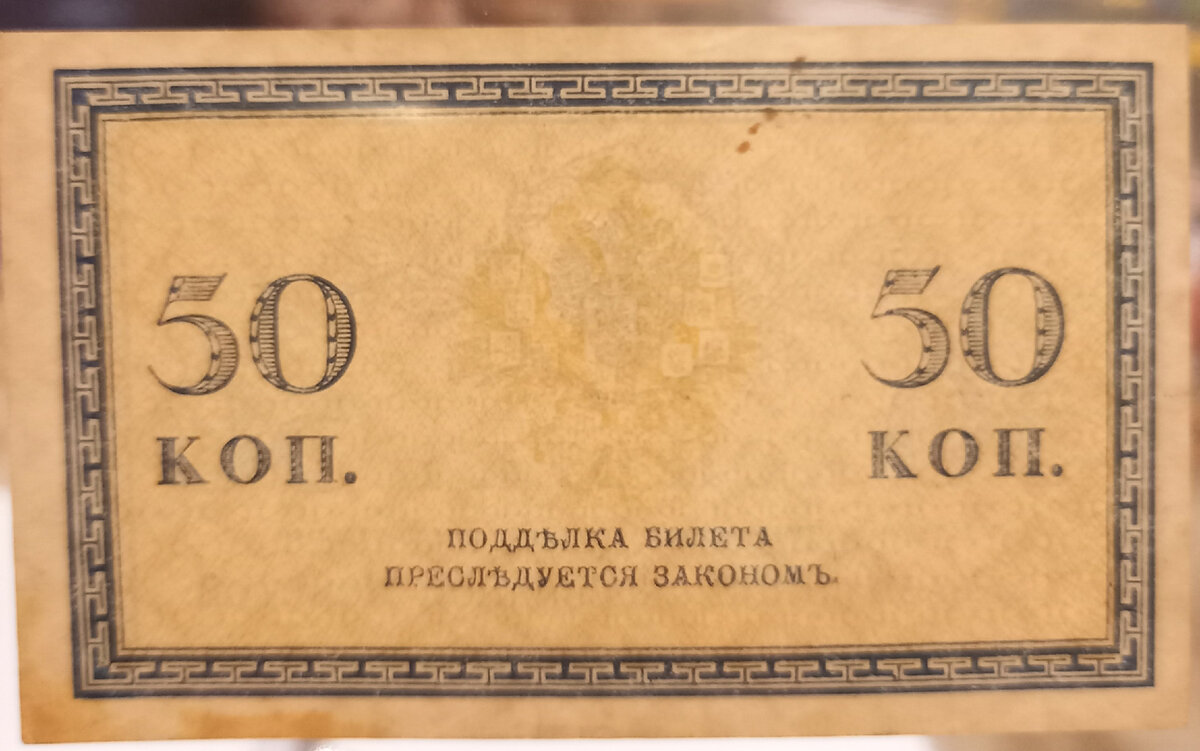 50 50
КОП. КОП.
ПОДДѢЛКА БИЛЕТА
ПРЕСЛѢДУЕТСЯ ЗАКОНОМЪ.